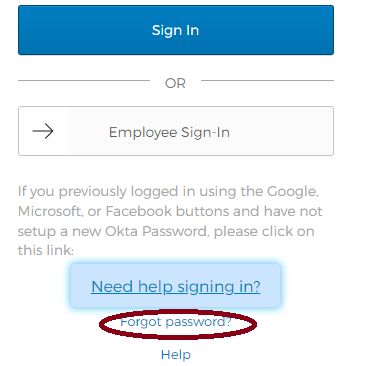 Sign In
OR
Employee Sign-In
If you previously logged in using the Google,
Microsoft, or Facebook buttons and have not
setup a new Okta Password, please click on
this link:
Need help signing in?
Forgot password?
Help